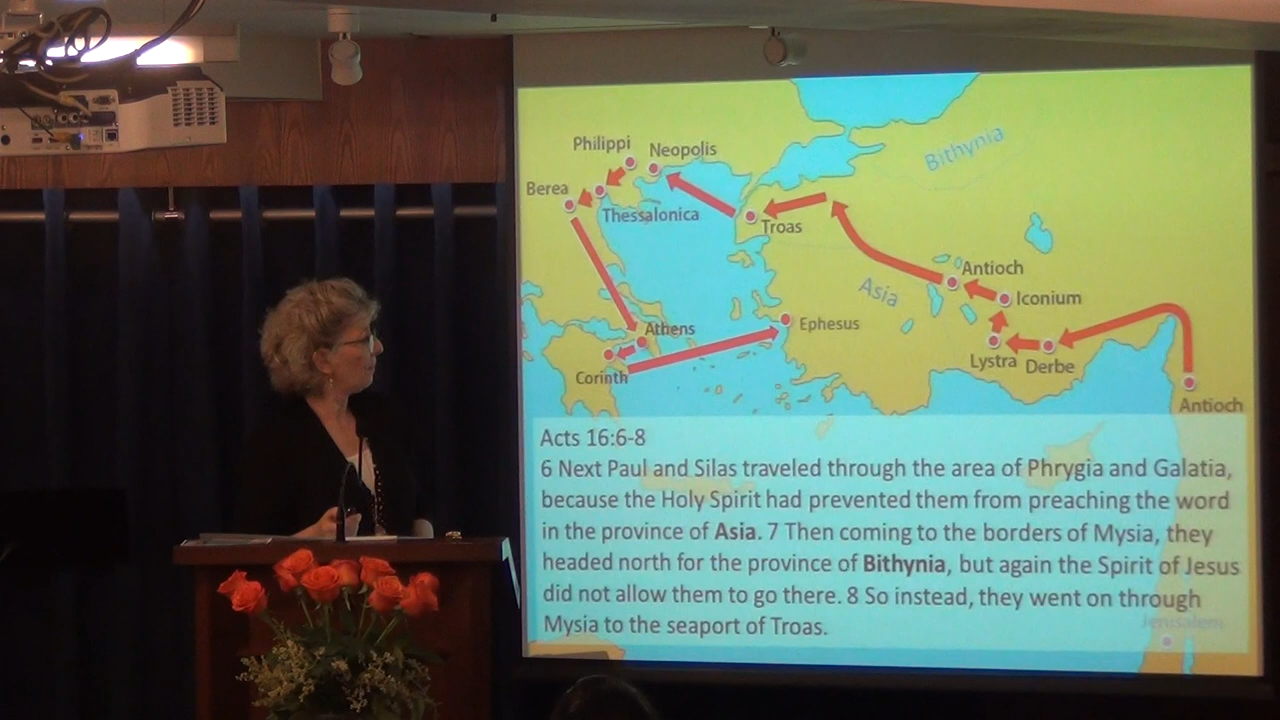 Bithynia
Philippi
Neopolis
Berea
Thessalonica
Troas
Antioch
Asia
Iconium
Ephesus
Athens
Lystra
Derbe
Corinth
Antioch
Acts 16:6-8
6 Next Paul and Silas traveled through the area of Phrygia and Galatia,
because the Holy Spirit had prevented them from preaching the word
in the province of Asia. 7 Then coming to the borders of Mysia, they
headed north for the province of Bithynia, but again the Spirit of Jesus
did not allow them to go there. 8 So instead, they went on through
Mysia to the seaport of Troas.
Jerusalem